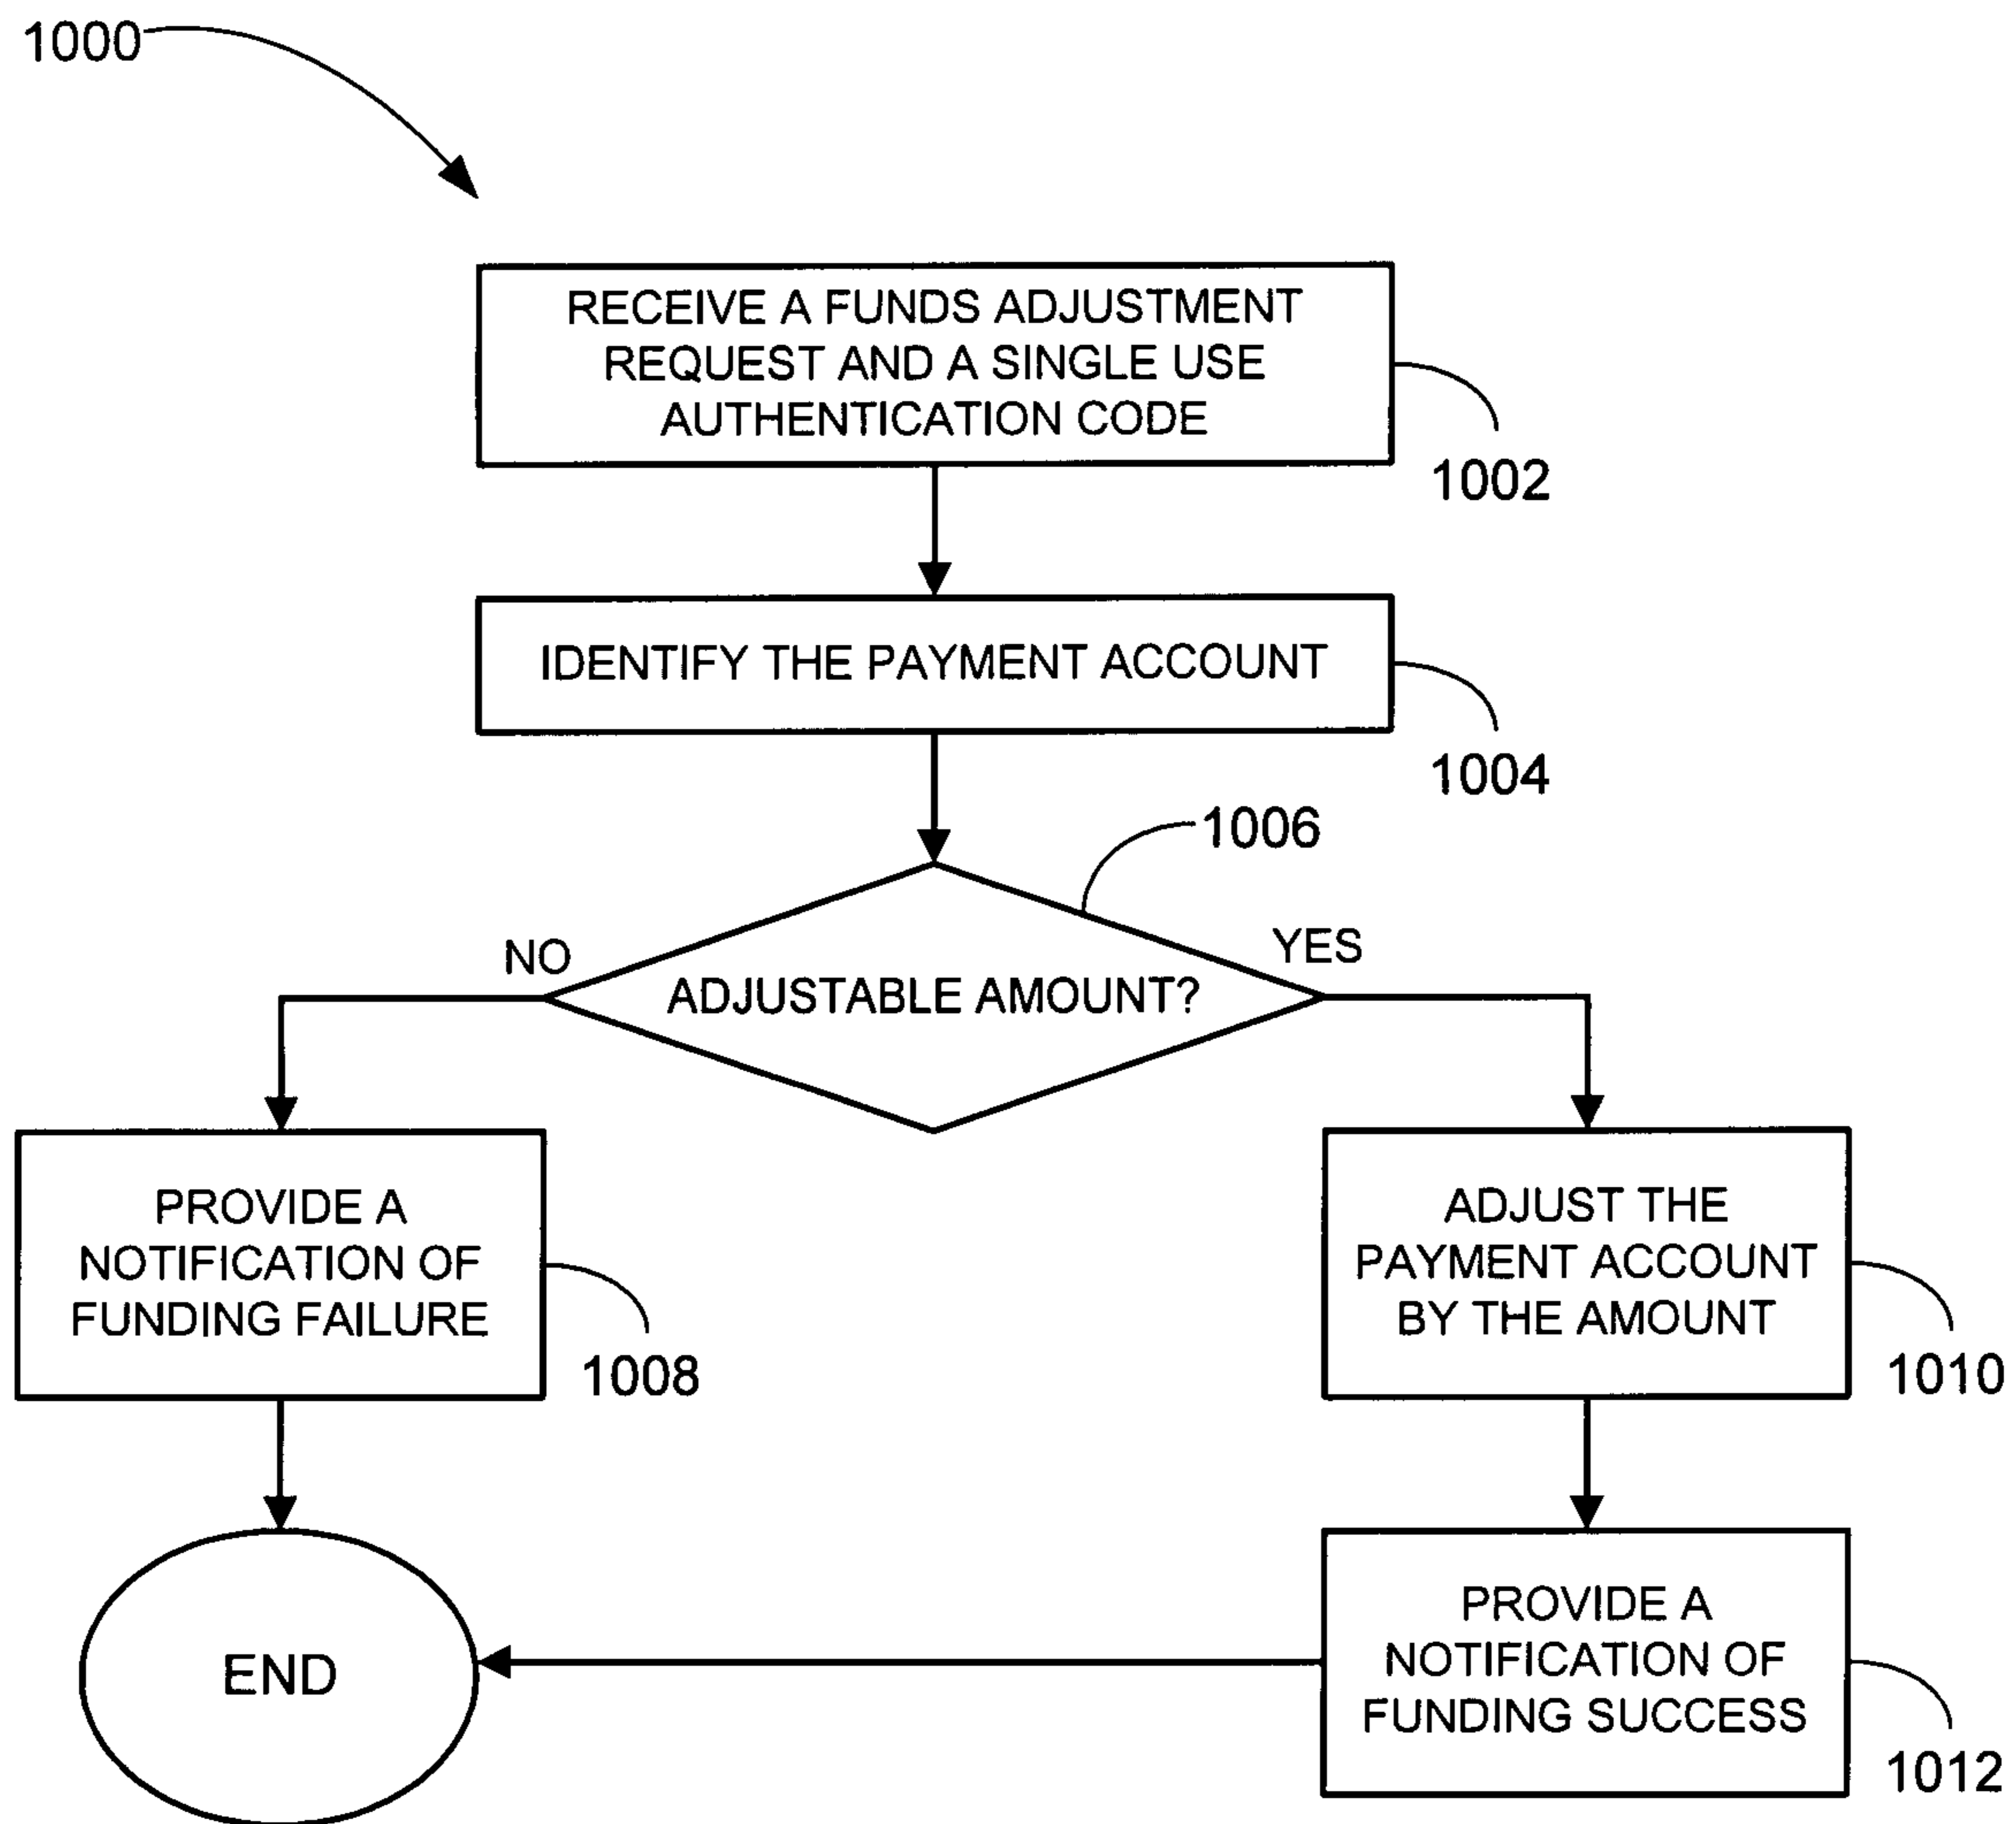 1000
RECEIVE A FUNDS ADJUSTMENT
REQUEST AND A SINGLE USE
AUTHENTICATION CODE
1002
IDENTIFY THE PAYMENT ACCOUNT
1004
1006
NO
YES
ADJUSTABLE AMOUNT?
PROVIDE A
NOTIFICATION OF
FUNDING FAILURE
1008
ADJUST THE
PAYMENT ACCOUNT
BY THE AMOUNT
1010
END
PROVIDE A
NOTIFICATION OF
FUNDING SUCCESS
1012